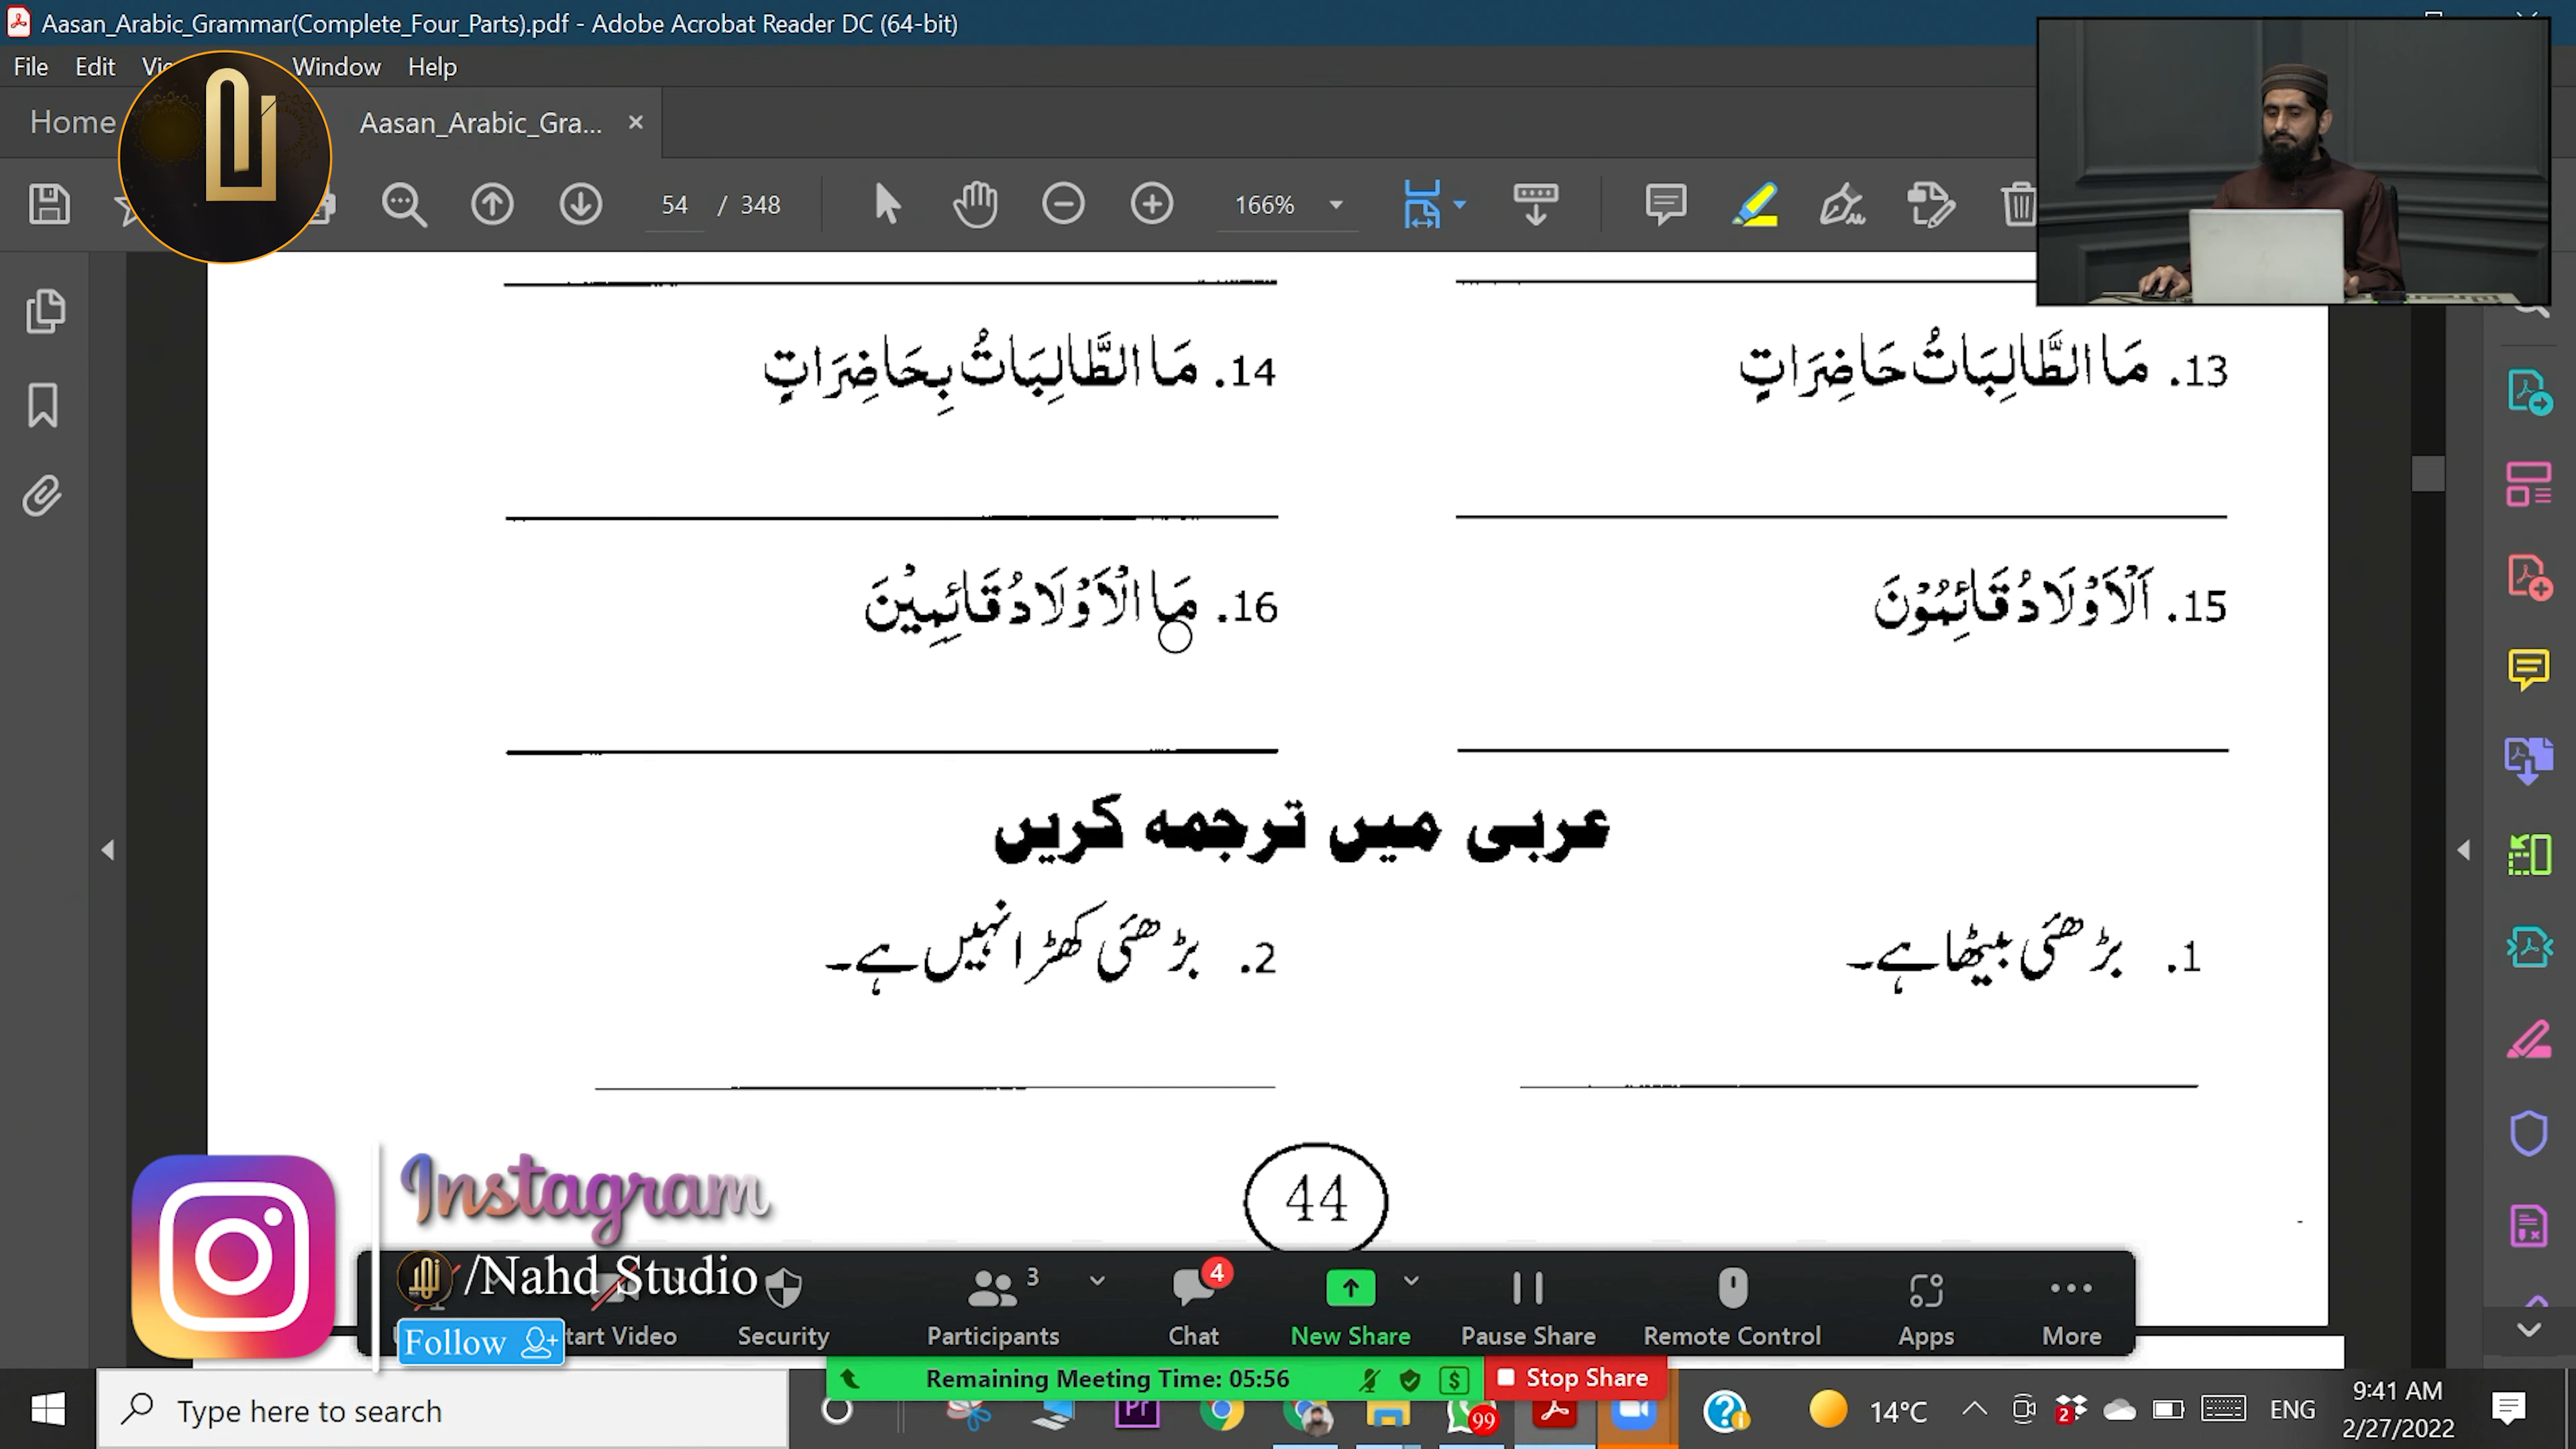 Aasan_Arabic_Grammar(Complete_Four_Parts).pdf - Adobe Acrobat Reader DC (64-bit)
File Edit Window Help
Home Aasan_Arabic_Gra...
54 / 348 166%
13. مَا الطَّالِبَاتُ حَاضِرَاتٍ
14. مَا الطَّالِبَاتُ بِحَاضِرَاتٍ
15. اَلْاَوْلَادُ قَائِمُوْنَ
16. مَا الْاَوْلَادُ قَائِمِيْنَ
عربی میں ترجمہ کریں
1. بڑھئی بیٹھا ہے۔
2. بڑھئی کھڑا نہیں ہے۔
44
Instagram
/Nahd Studio
Follow
tart Video Security Participants 3 Chat 4 New Share Pause Share Remote Control Apps More
Remaining Meeting Time: 05:56 Stop Share
Type here to search
Pr 99 14°C 2 ENG 9:41 AM
2/27/2022